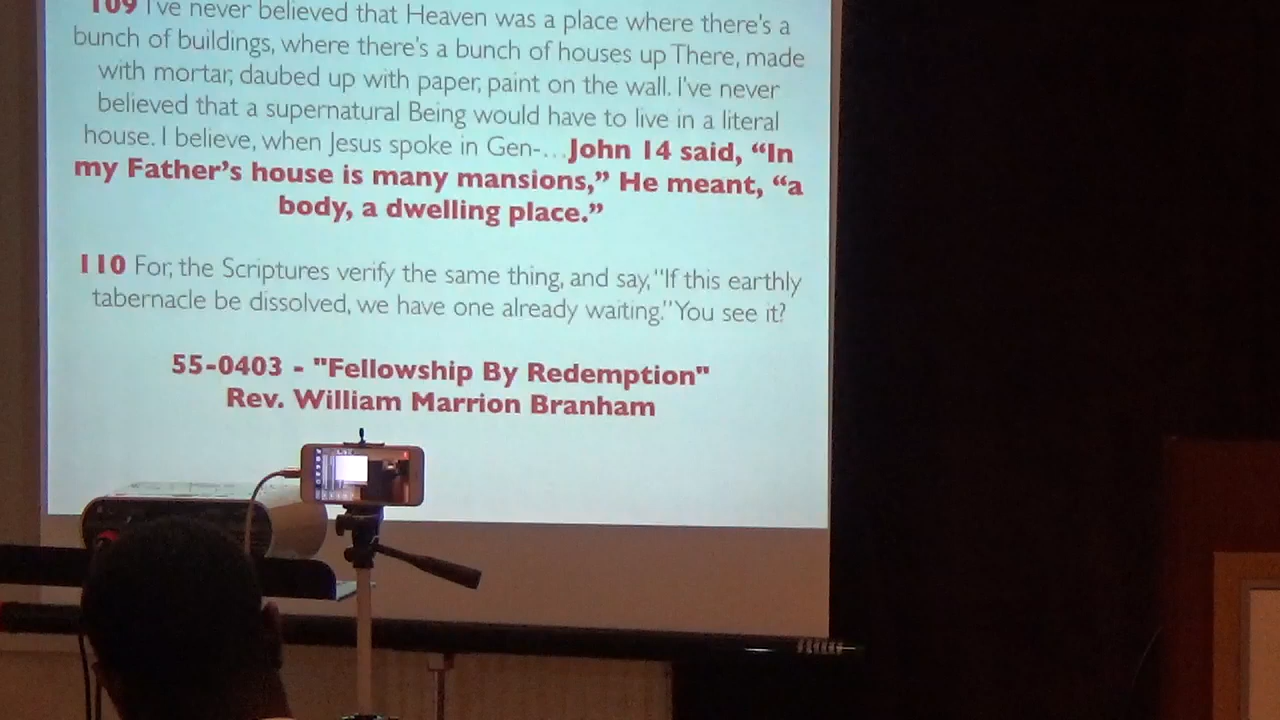 109 I've never believed that Heaven was a place where there's a
bunch of buildings, where there's a bunch of houses up There, made
with mortar, daubed up with paper, paint on the wall. I've never
believed that a supernatural Being would have to live in a literal
house. I believe, when Jesus spoke in Gen-...John 14 said, “In
my Father’s house is many mansions,” He meant, “a
body, a dwelling place.”
110 For, the Scriptures verify the same thing, and say, "If this earthly
tabernacle be dissolved, we have one already waiting." You see it?
55-0403 - "Fellowship By Redemption"
Rev. William Marrion Branham